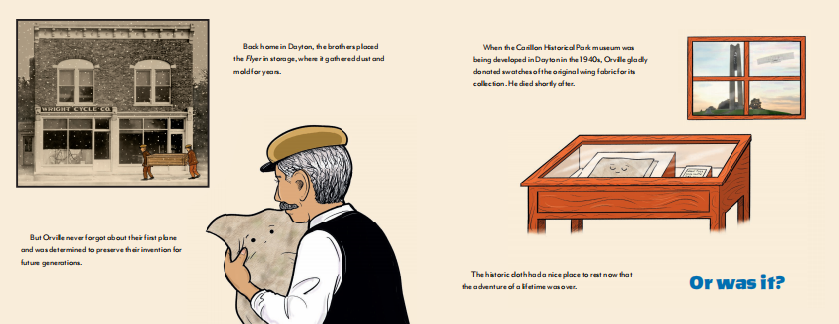 WRIGHT CYCLE CO.
Back home in Dayton, the brothers placed
the Flyer in storage, where it gathered dust and
mold for years.
But Orville never forgot about their first plane
and was determined to preserve their invention for
future generations.
When the Carillon Historical Park museum was
being developed in Dayton in the 1940s, Orville gladly
donated swatches of the original wing fabric for its
collection. He died shortly after.
The historic cloth had a nice place to rest now that
the adventure of a lifetime was over.
Or was it?